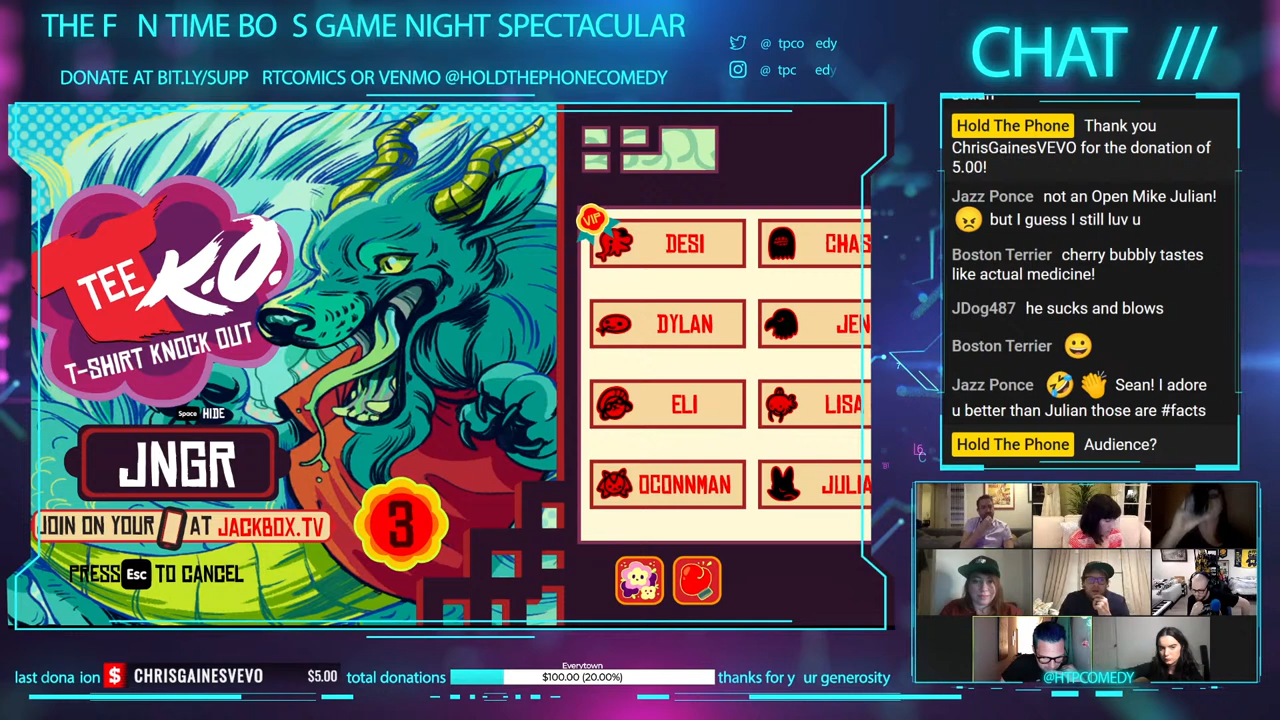 THE F N TIME BO S GAME NIGHT SPECTACULAR
DONATE AT BIT.LY/SUPP RTCOMICS OR VENMO @HOLDTHEPHONECOMEDY
@ tpco edy
@ tpc edy
CHAT ///
TEE K.O.
T-SHIRT KNOCK OUT
Space HIDE
JNGR
JOIN ON YOUR AT JACKBOX.TV
PRESS Esc TO CANCEL
3
VIP
DESI
CHAS
DYLAN
JEN
ELI
LISA
OCONNMAN
JULIA
Hold The Phone Thank you
ChrisGainesVEVO for the donation of
5.00!
Jazz Ponce not an Open Mike Julian!
😠 but I guess I still luv u
Boston Terrier cherry bubbly tastes
like actual medicine!
JDog487 he sucks and blows
Boston Terrier 😀
Jazz Ponce 🤣👏 Sean! I adore
u better than Julian those are #facts
Hold The Phone Audience?
@HTPCOMEDY
last dona ion $ CHRISGAINESVEVO $5.00 total donations
Everytown
$100.00 (20.00%)
thanks for y ur generosity